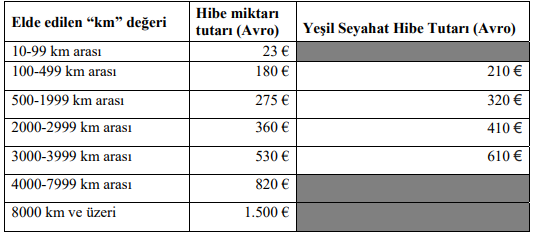 Elde edilen “km” değeri
Hibe miktarı
tutarı (Avro)
Yeşil Seyahat Hibe Tutarı (Avro)
10-99 km arası 23 €
100-499 km arası 180 € 210 €
500-1999 km arası 275 € 320 €
2000-2999 km arası 360 € 410 €
3000-3999 km arası 530 € 610 €
4000-7999 km arası 820 €
8000 km ve üzeri 1.500 €